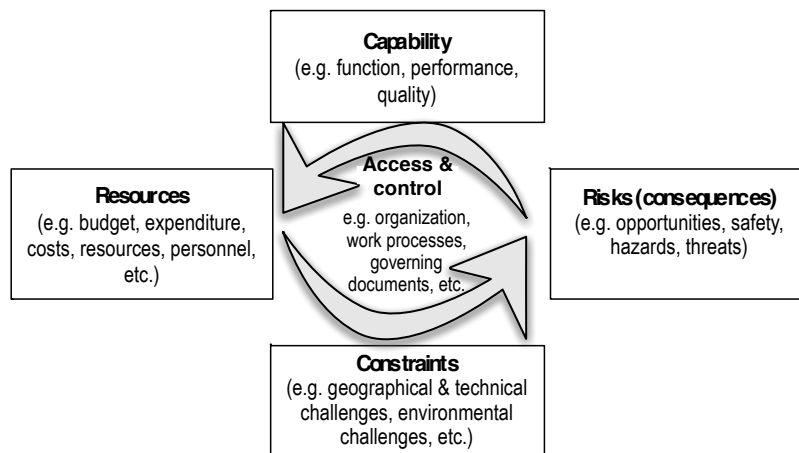 Capability
(e.g. function, performance,
quality)
Access &
control
e.g. organization,
work processes,
governing
documents, etc.
Resources
(e.g. budget, expenditure,
costs, resources, personnel,
etc.)
Risks (consequences)
(e.g. opportunities, safety,
hazards, threats)
Constraints
(e.g. geographical & technical
challenges, environmental
challenges, etc.)